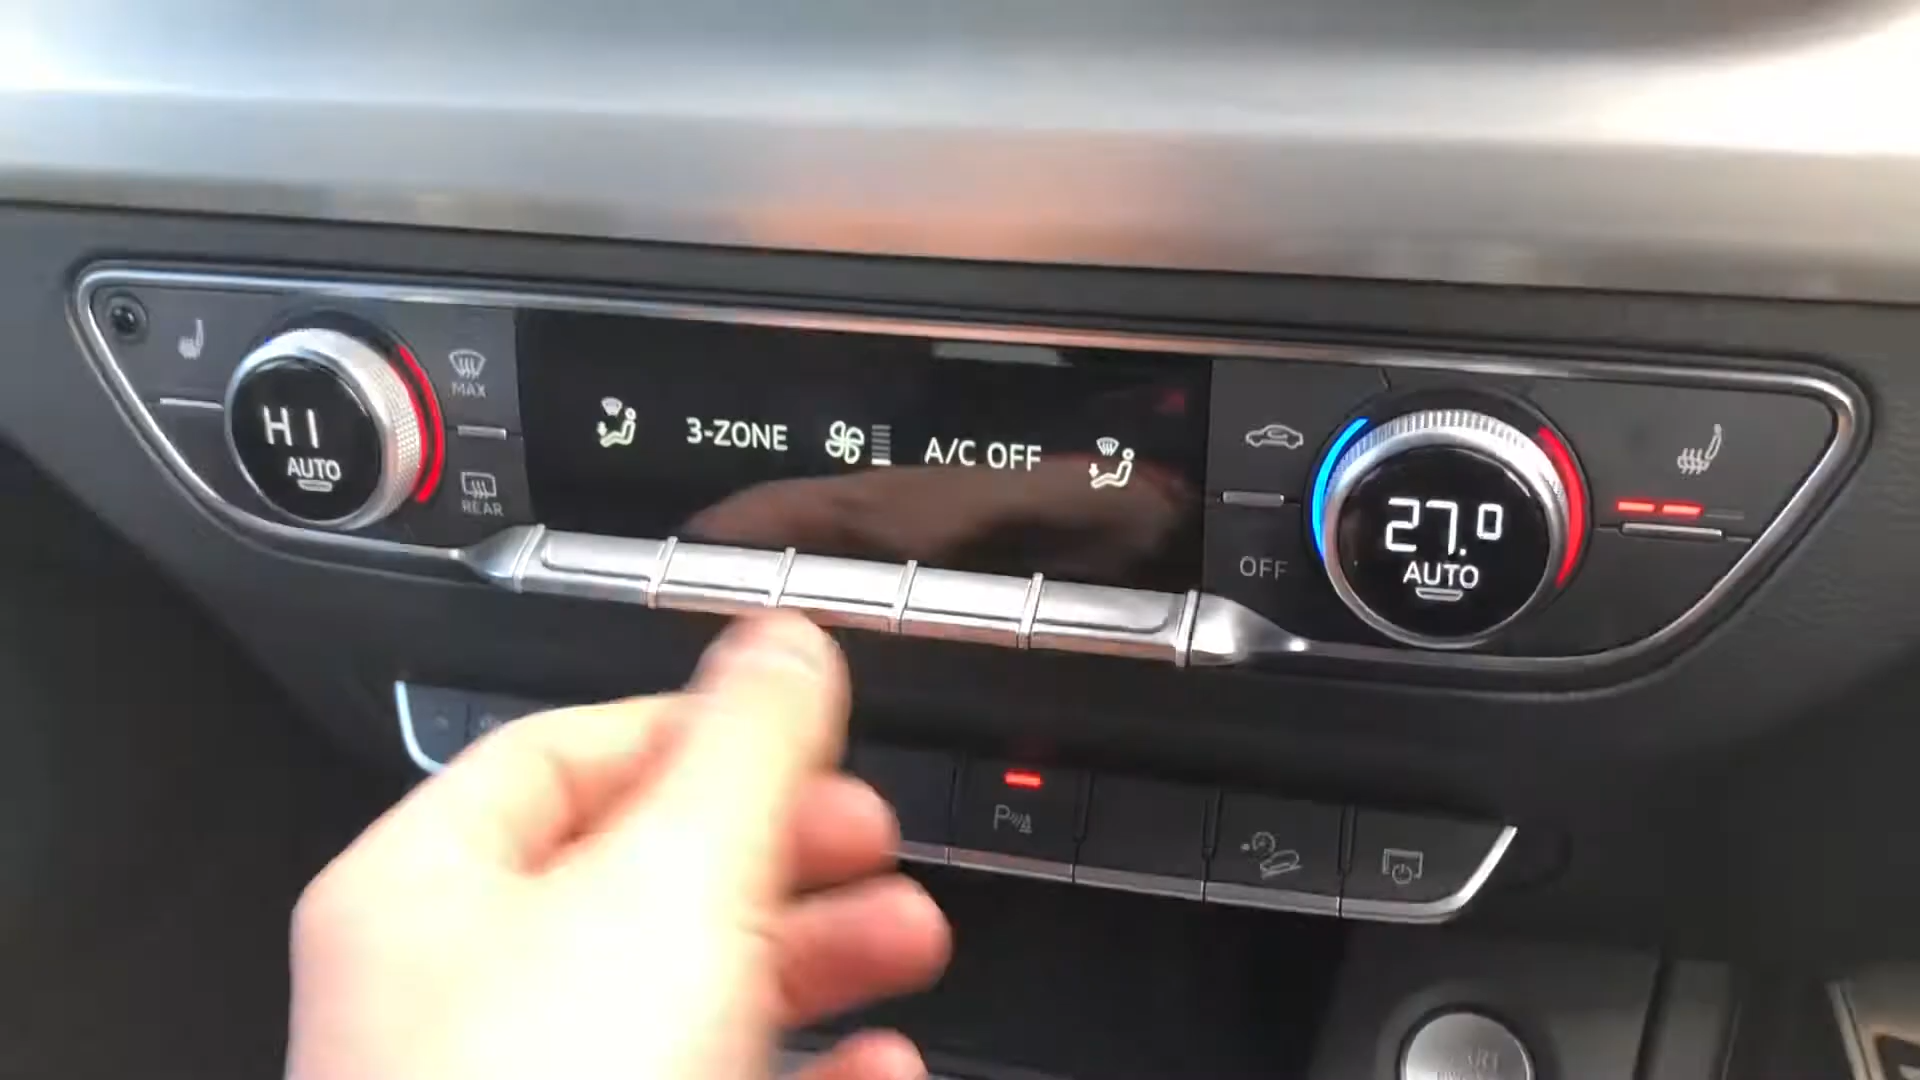 HI
AUTO
MAX
REAR
3-ZONE
A/C OFF
OFF
27.0
AUTO
P